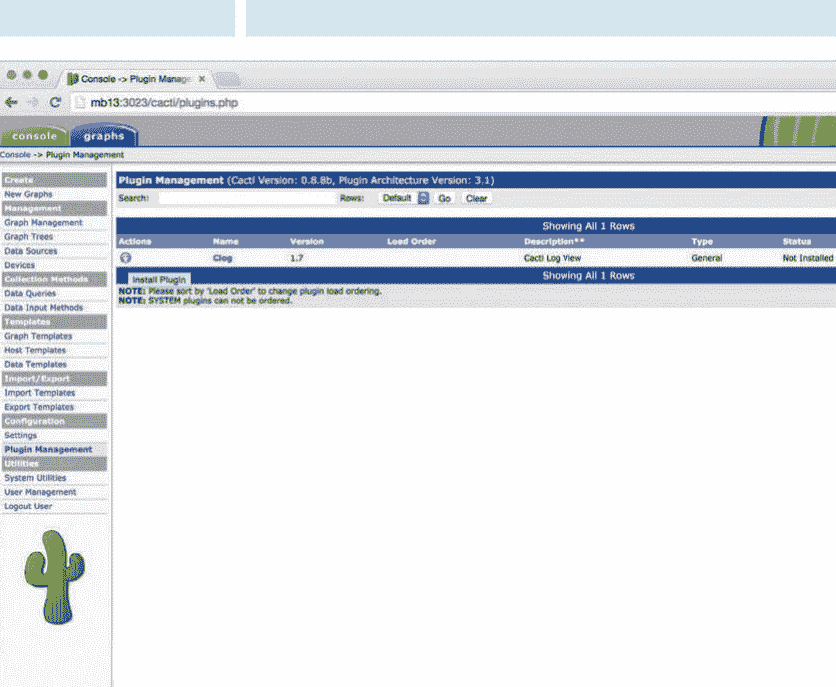 Console -> Plugin Manage
mb13:3023/cacti/plugins.php
console graphs
Console -> Plugin Management
Create
New Graphs
Management
Graph Management
Graph Trees
Data Sources
Devices
Collection Methods
Data Queries
Data Input Methods
Templates
Graph Templates
Host Templates
Data Templates
Import/Export
Import Templates
Export Templates
Configuration
Settings
Plugin Management
Utilities
System Utilities
User Management
Logout User
Plugin Management (Cacti Version: 0.8.8b, Plugin Architecture Version: 3.1)
Search: Rows: Default Go Clear
Showing All 1 Rows
Actions Name Version Load Order Description** Type Status
Clog 1.7 Cacti Log View General Not Installed
Showing All 1 Rows
Install Plugin
NOTE: Please sort by 'Load Order' to change plugin load ordering.
NOTE: SYSTEM plugins can not be ordered.